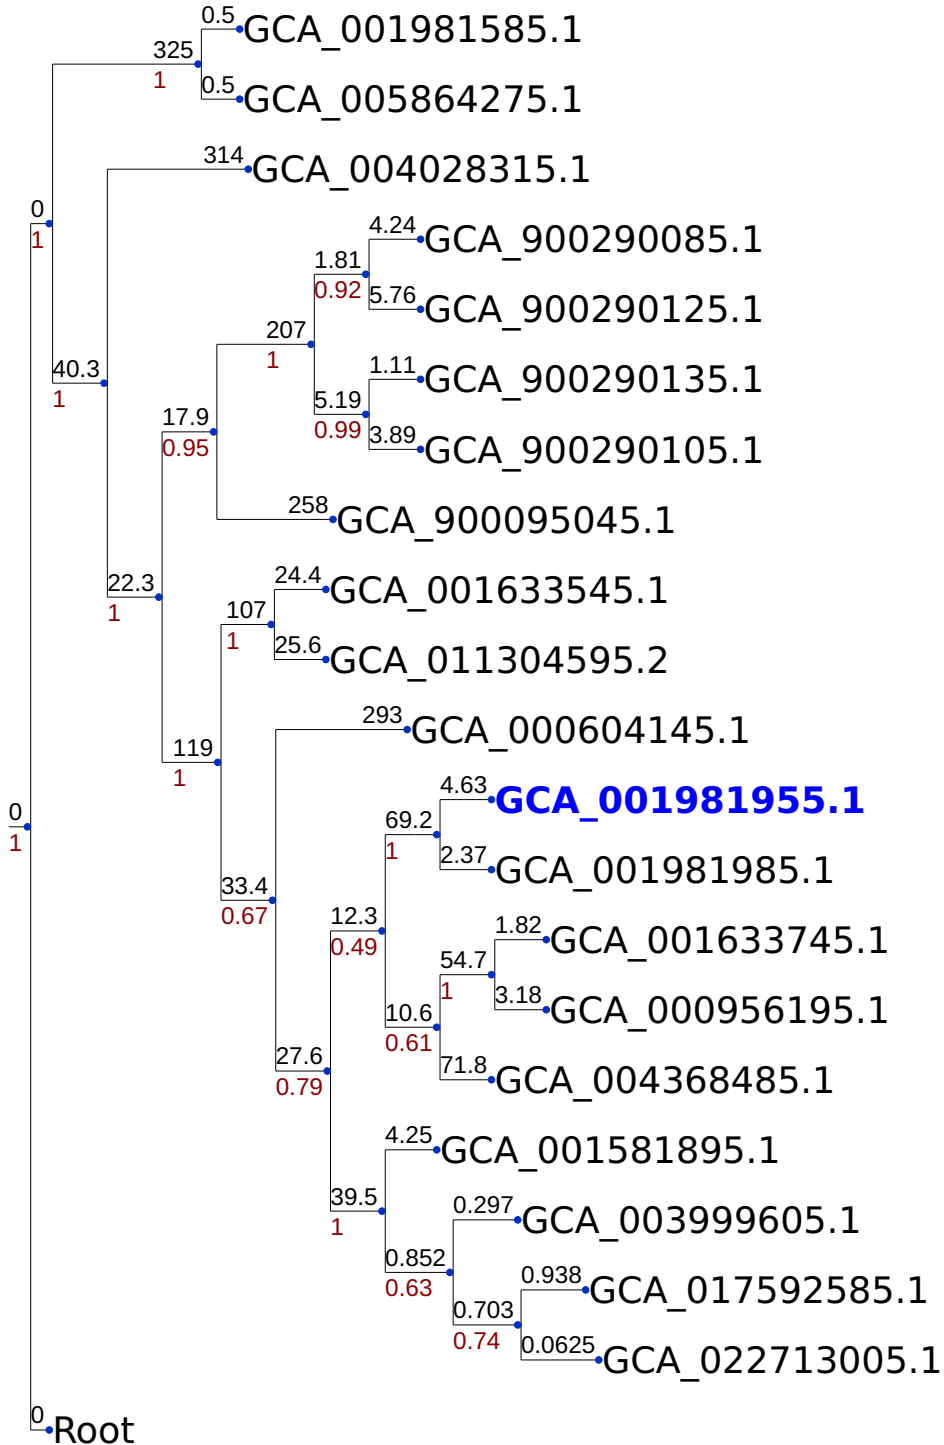 0.5
GCA_001981585.1
325
1
0.5
GCA_005864275.1
314
GCA_004028315.1
0
1
4.24
GCA_900290085.1
1.81
0.92
5.76
GCA_900290125.1
207
1
1.11
GCA_900290135.1
40.3
1
5.19
0.99
3.89
GCA_900290105.1
17.9
0.95
258
GCA_900095045.1
24.4
GCA_001633545.1
22.3
1
107
1
25.6
GCA_011304595.2
293
GCA_000604145.1
119
1
4.63
GCA_001981955.1
0
1
69.2
1
2.37
GCA_001981985.1
33.4
0.67
12.3
0.49
1.82
GCA_001633745.1
54.7
1
3.18
GCA_000956195.1
10.6
0.61
27.6
0.79
71.8
GCA_004368485.1
4.25
GCA_001581895.1
39.5
1
0.297
GCA_003999605.1
0.852
0.63
0.938
GCA_017592585.1
0.703
0.74
0.0625
GCA_022713005.1
0
Root